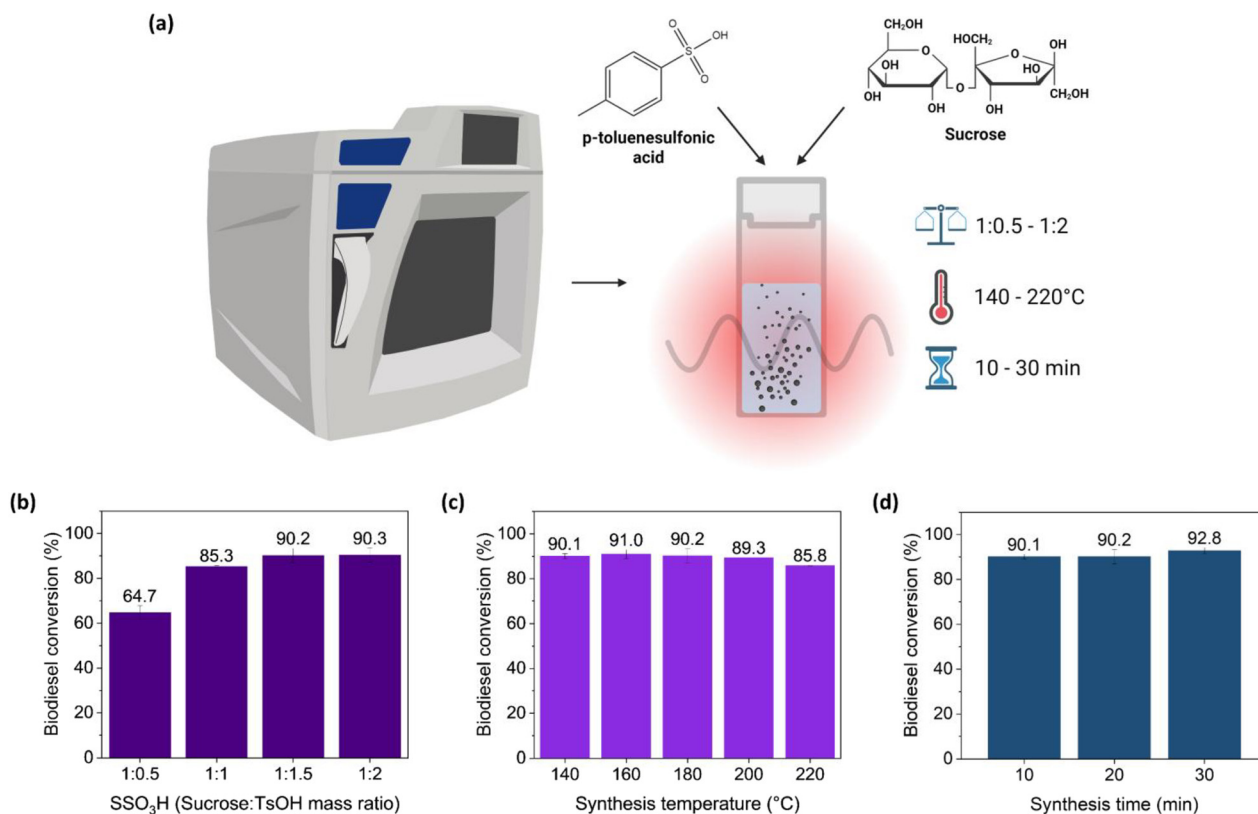 (a)
O
S
OH
O
p-toluenesulfonic
acid
CH₂OH
O
OH
OH
OH
O
HOCH₂
O
OH
HO
OH
CH₂OH
Sucrose
1:0.5 - 1:2
140 - 220°C
10 - 30 min
(b)
Biodiesel conversion (%)
100
80
60
40
20
0
64.7
85.3
90.2
90.3
1:0.5
1:1
1:1.5
1:2
SSO₃H (Sucrose:TsOH mass ratio)
(c)
Biodiesel conversion (%)
100
80
60
40
20
0
90.1
91.0
90.2
89.3
85.8
140
160
180
200
220
Synthesis temperature (°C)
(d)
Biodiesel conversion (%)
100
80
60
40
20
0
90.1
90.2
92.8
10
20
30
Synthesis time (min)